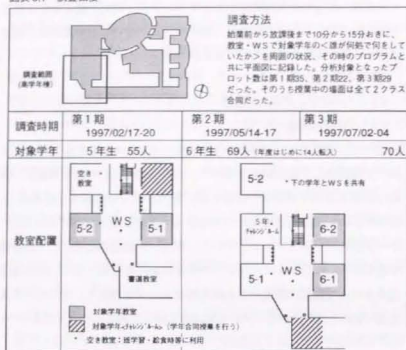 調査方法
始業前から放課後まで10分から15分おきに、
教室・WSで対象学年の<誰が何処で何をして
いたか>を両面の状況、その時のプログラムと
共に平面図に記録した。分析対象となったプ
ロット数は第1期35、第2期22、第3期29
だった。そのうち授業中の場面は全て2クラス
合同だった。
調査範囲
(高学年棟)
調査時期
第1期
1997/02/17-20
第2期
1997/05/14-17
第3期
1997/07/02-04
対象学年
5年生 55人
6年生 69人 (年度はじめに14人転入)
70人
教室配置
空き
教室
WS
5-2
5-1
書道教室
5-2
・下の学年とWSを共有
5年
チャレンジルーム
6-2
5-1
WS
6-1
対象学年教室
対象学年チャレンジルーム (学年合同授業を行う)
・空き教室:班学習・給食時等に利用